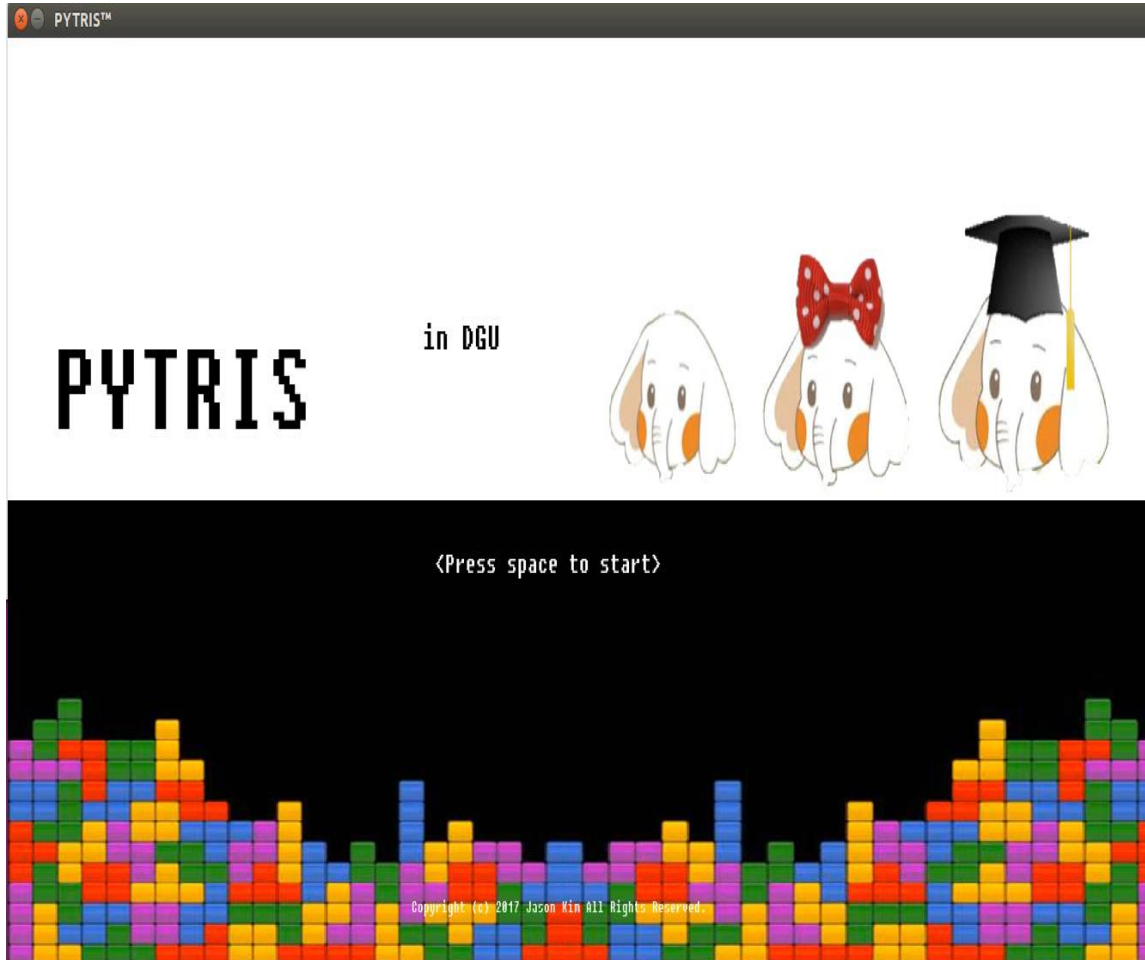 PYTRIS™
in DGU
PYTRIS
<Press space to start>
Copyright (c) 2017 Jason Kim All Rights Reserved.